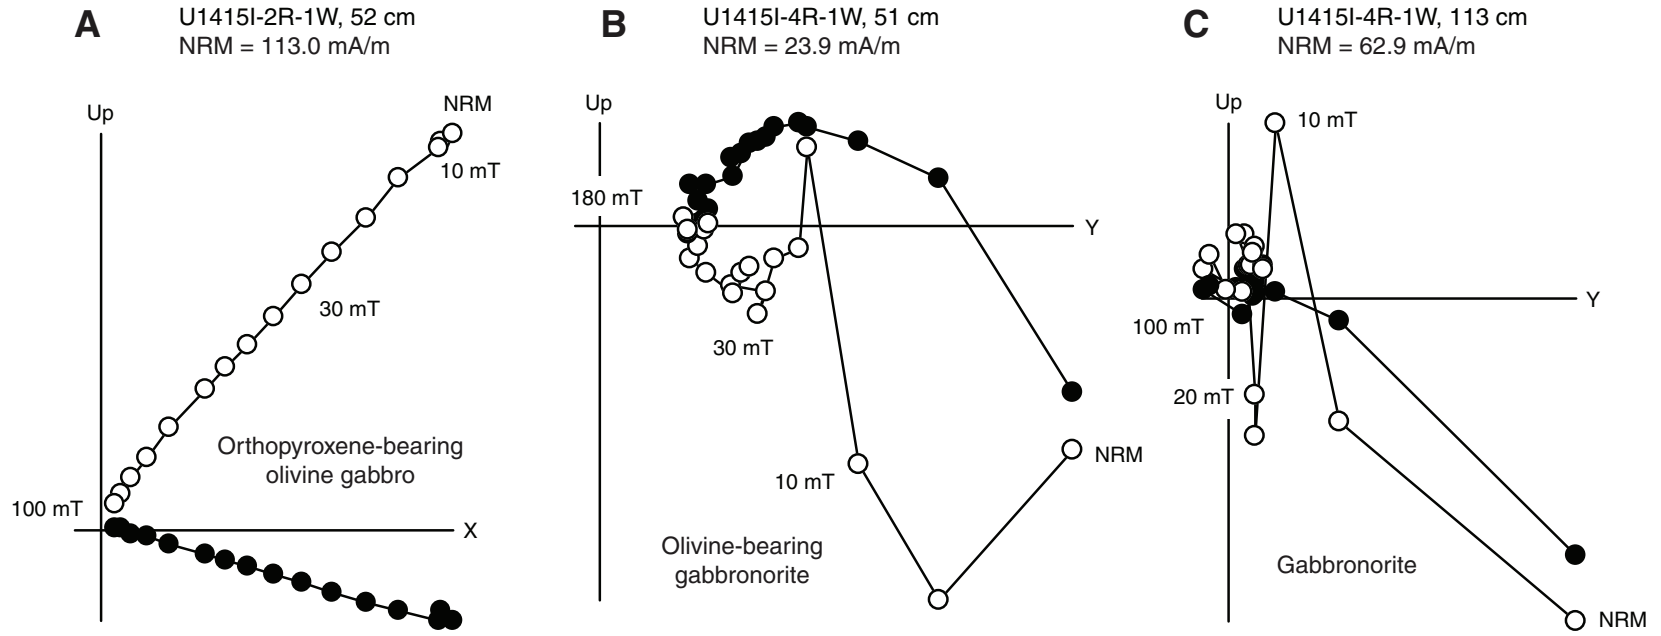 A
U1415I-2R-1W, 52 cm
NRM = 113.0 mA/m
Up
NRM
10 mT
30 mT
Orthopyroxene-bearing
olivine gabbro
100 mT
X
B
U1415I-4R-1W, 51 cm
NRM = 23.9 mA/m
Up
180 mT
Y
30 mT
NRM
10 mT
Olivine-bearing
gabbronorite
C
U1415I-4R-1W, 113 cm
NRM = 62.9 mA/m
Up
10 mT
Y
100 mT
20 mT
Gabbronorite
NRM